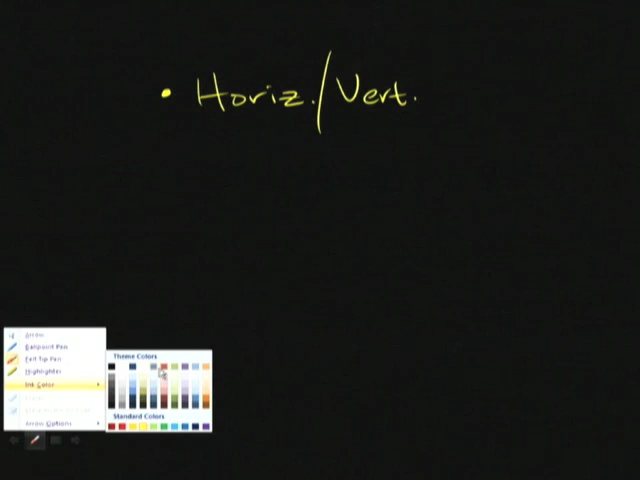 • Horiz./Vert.
Arrow
Ballpoint Pen
Felt Tip Pen
Highlighter
Ink Color
Arrow Options
Theme Colors
Standard Colors